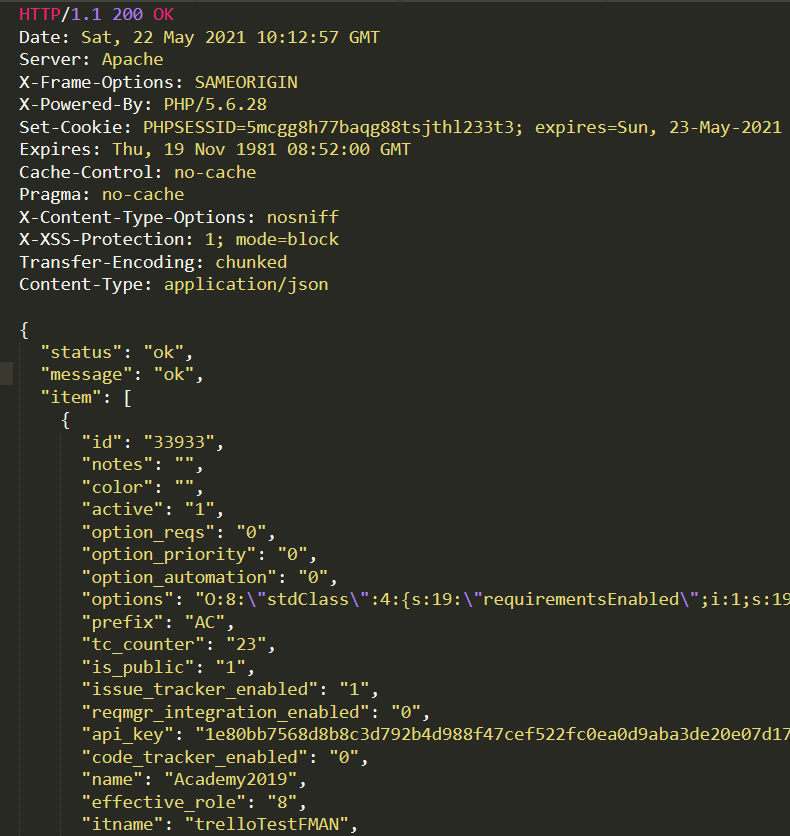 HTTP/1.1 200 OK
Date: Sat, 22 May 2021 10:12:57 GMT
Server: Apache
X-Frame-Options: SAMEORIGIN
X-Powered-By: PHP/5.6.28
Set-Cookie: PHPSESSID=5mcgg8h77baqg88tsjthl233t3; expires=Sun, 23-May-2021
Expires: Thu, 19 Nov 1981 08:52:00 GMT
Cache-Control: no-cache
Pragma: no-cache
X-Content-Type-Options: nosniff
X-XSS-Protection: 1; mode=block
Transfer-Encoding: chunked
Content-Type: application/json

{
  "status": "ok",
  "message": "ok",
  "item": [
    {
      "id": "33933",
      "notes": "",
      "color": "",
      "active": "1",
      "option_reqs": "0",
      "option_priority": "0",
      "option_automation": "0",
      "options": "O:8:\"stdClass\":4:{s:19:\"requirementsEnabled\";i:1;s:19
      "prefix": "AC",
      "tc_counter": "23",
      "is_public": "1",
      "issue_tracker_enabled": "1",
      "reqmgr_integration_enabled": "0",
      "api_key": "1e80bb7568d8b8c3d792b4d988f47cef522fc0ea0d9aba3de20e07d17
      "code_tracker_enabled": "0",
      "name": "Academy2019",
      "effective_role": "8",
      "itname": "trelloTestFMAN",